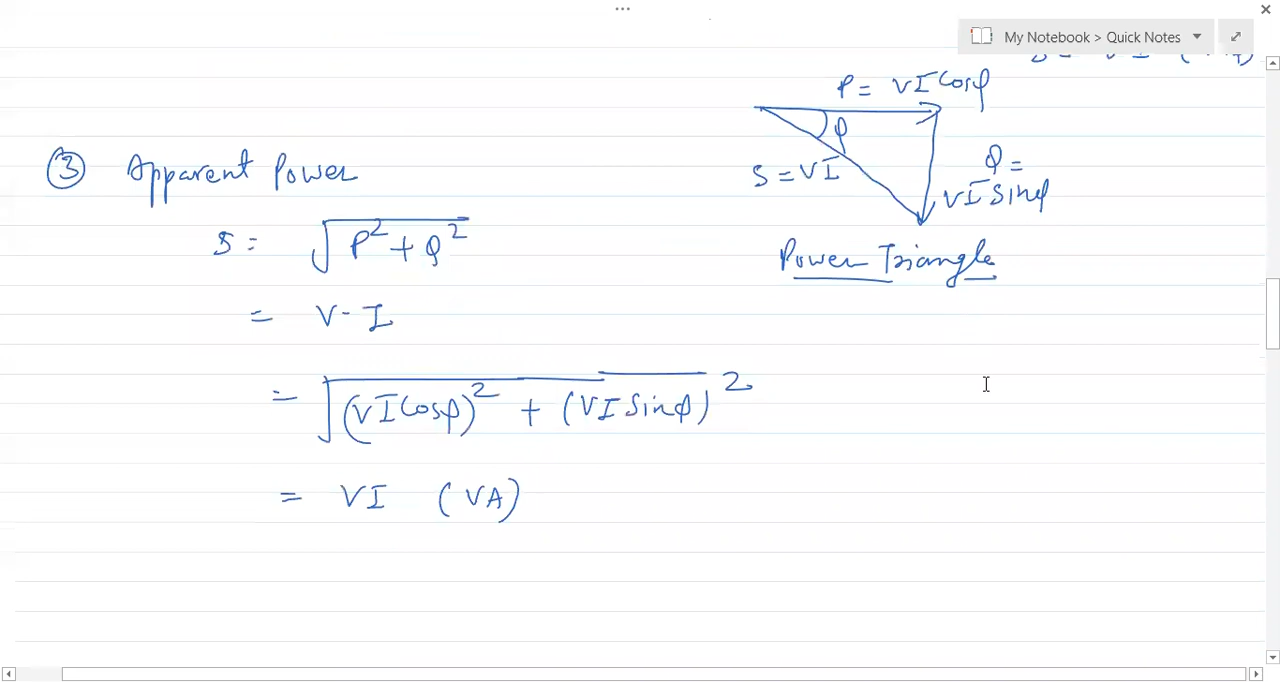 My Notebook > Quick Notes
P = VI Cosφ
φ
S = VI
Q =
VI Sinφ
Power Triangle
③ Apparent Power
S = √(P² + Q²)
= V · I
= √((VI Cosφ)² + (VI Sinφ)²)
= VI (VA)